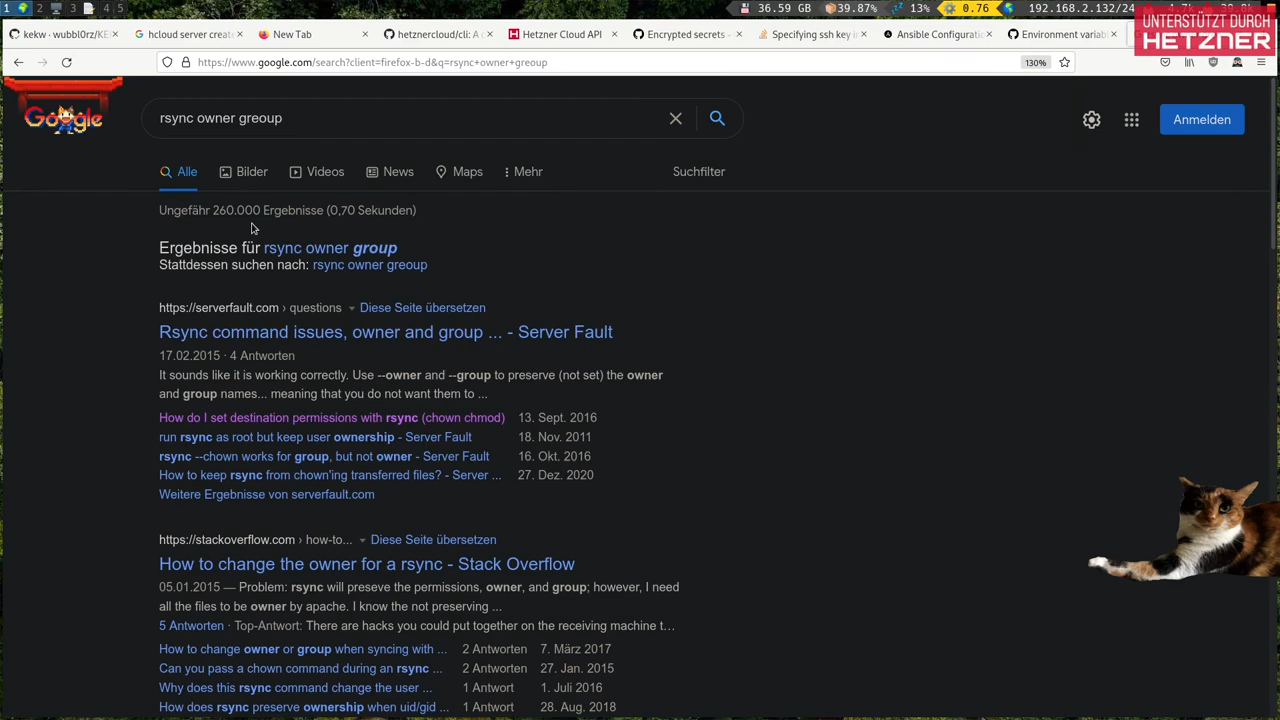 1 2 3 4 5 36.59 GB 39.87% 13% 0.76 192.168.2.132/24 4.7k 39.8k
UNTERSTÜTZT DURCH
HETZNER
kekw · wubbl0rz/KE hcloud server create New Tab hetznercloud/cli: A c Hetzner Cloud API Encrypted secrets - Specifying ssh key i Ansible Configuratio Environment variab
https://www.google.com/search?client=firefox-b-d&q=rsync+owner+greoup 130%
Google rsync owner greoup Anmelden
Alle Bilder Videos News Maps Mehr Suchfilter
Ungefähr 260.000 Ergebnisse (0,70 Sekunden)
Ergebnisse für rsync owner group
Stattdessen suchen nach: rsync owner greoup
https://serverfault.com › questions Diese Seite übersetzen
Rsync command issues, owner and group ... - Server Fault
17.02.2015 · 4 Antworten
It sounds like it is working correctly. Use --owner and --group to preserve (not set) the owner
and group names... meaning that you do not want them to ...
How do I set destination permissions with rsync (chown chmod) 13. Sept. 2016
run rsync as root but keep user ownership - Server Fault 18. Nov. 2011
rsync --chown works for group, but not owner - Server Fault 16. Okt. 2016
How to keep rsync from chown'ing transferred files? - Server ... 27. Dez. 2020
Weitere Ergebnisse von serverfault.com
https://stackoverflow.com › how-to... Diese Seite übersetzen
How to change the owner for a rsync - Stack Overflow
05.01.2015 — Problem: rsync will preseve the permissions, owner, and group; however, I need
all the files to be owner by apache. I know the not preserving ...
5 Antworten · Top-Antwort: There are hacks you could put together on the receiving machine t...
How to change owner or group when syncing with ... 2 Antworten 7. März 2017
Can you pass a chown command during an rsync ... 2 Antworten 27. Jan. 2015
Why does this rsync command change the user ... 1 Antwort 1. Juli 2016
How does rsync preserve ownership when uid/gid ... 1 Antwort 28. Aug. 2018